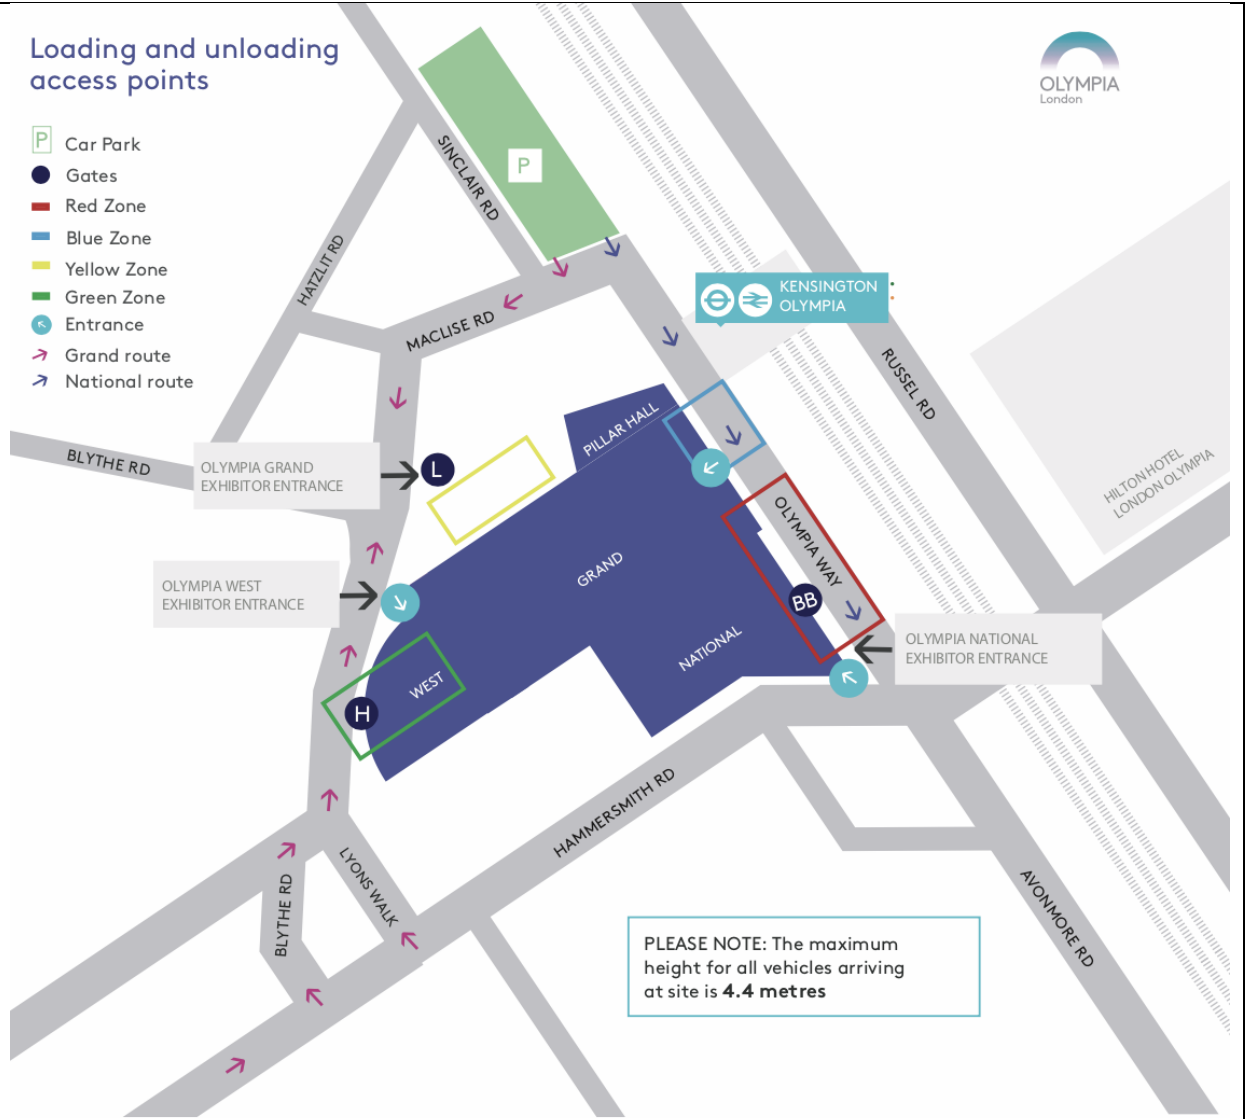 Loading and unloading
access points
OLYMPIA
London
P Car Park
Gates
Red Zone
Blue Zone
Yellow Zone
Green Zone
Entrance
Grand route
National route
P
SINCLAIR RD
HATZLIT RD
MACLISE RD
KENSINGTON
OLYMPIA
RUSSEL RD
BLYTHE RD
OLYMPIA GRAND
EXHIBITOR ENTRANCE
L
PILLAR HALL
HILTON HOTEL
LONDON OLYMPIA
OLYMPIA WAY
GRAND
OLYMPIA WEST
EXHIBITOR ENTRANCE
BB
NATIONAL
OLYMPIA NATIONAL
EXHIBITOR ENTRANCE
WEST
H
HAMMERSMITH RD
LYONS WALK
BLYTHE RD
AVONMORE RD
PLEASE NOTE: The maximum
height for all vehicles arriving
at site is 4.4 metres